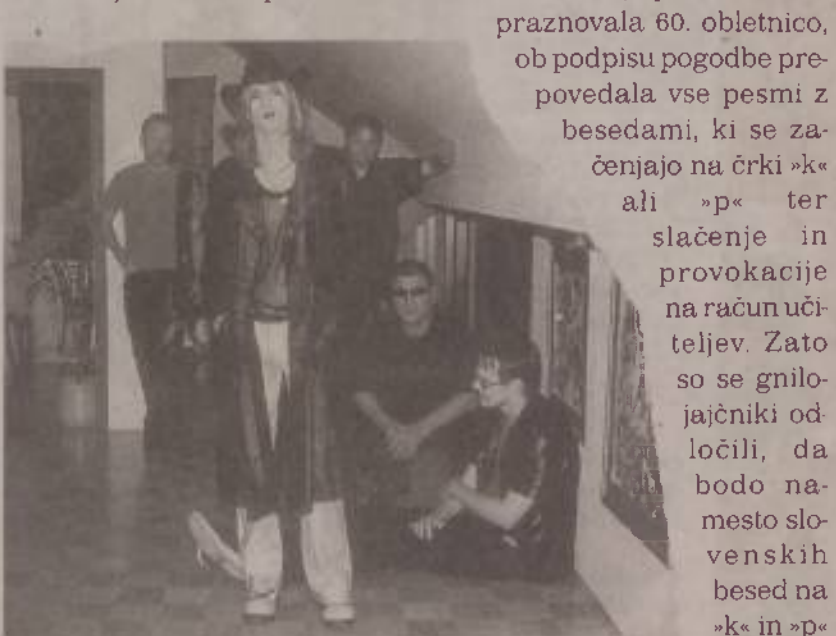 praznovala 60. obletnico,
ob podpisu pogodbe pre-
povedala vse pesmi z
besedami, ki se za-
čenjajo na črki »k«
ali »p« ter
slačenje in
provokacije
na račun uči-
teljev. Zato
so se gnilo-
jajčniki od-
ločili, da
bodo na-
mesto slo-
venskih
besed na
»k« in »p«